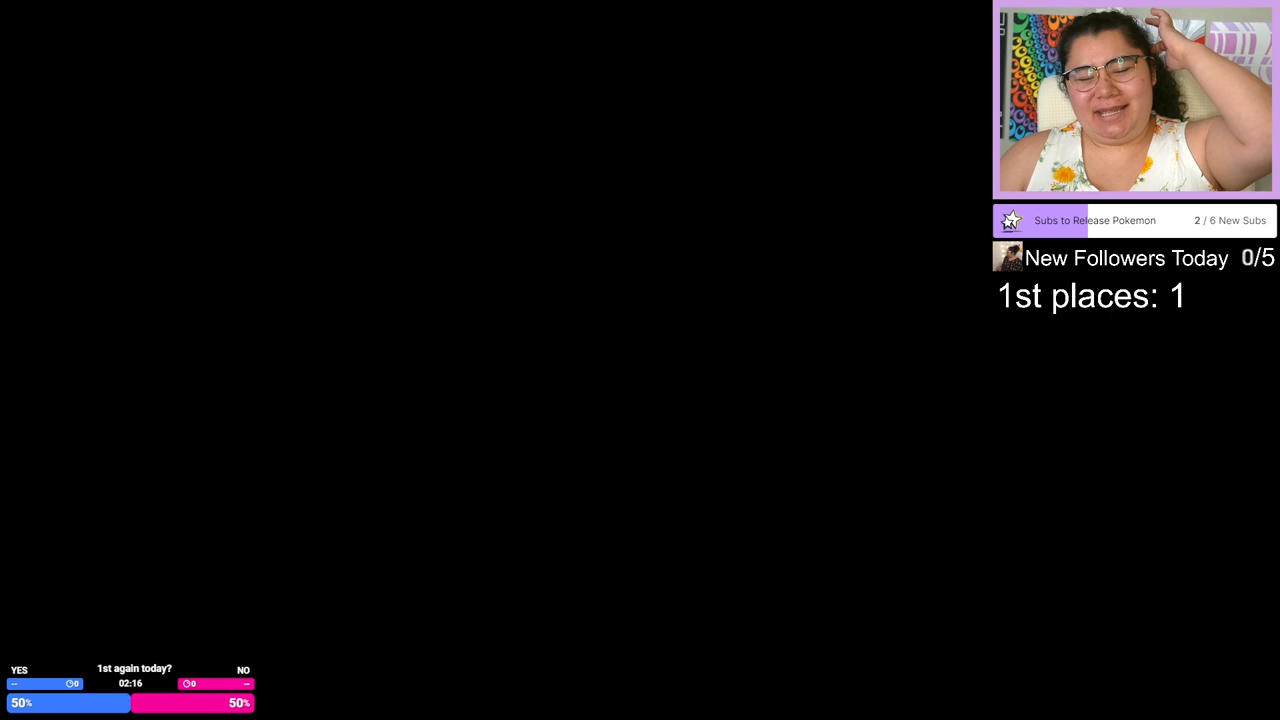 Subs to Release Pokemon 2 / 6 New Subs
New Followers Today 0/5
1st places: 1
YES 1st again today? NO
-- 0 02:16 0 --
50% 50%